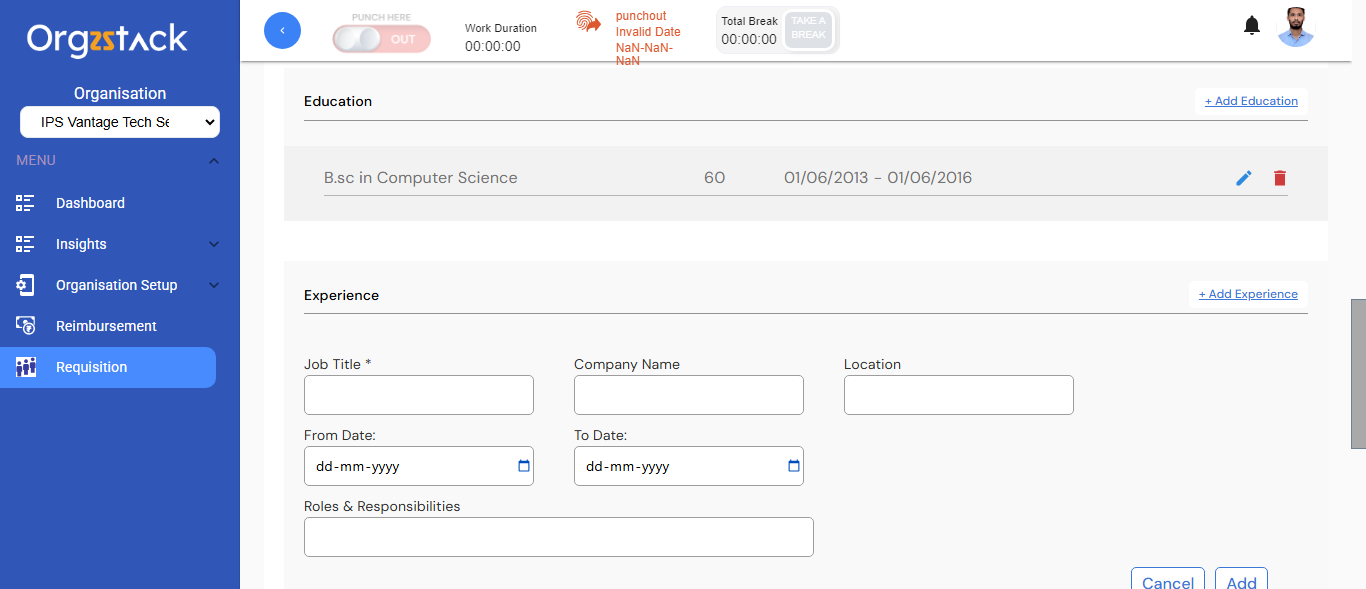 Orgzstack
Organisation
IPS Vantage Tech Se
MENU
Dashboard
Insights
Organisation Setup
Reimbursement
Requisition
PUNCH HERE
OUT
Work Duration
00:00:00
punchout
Invalid Date
NaN-NaN-
NaN
Total Break
00:00:00
TAKE A
BREAK
Education
+ Add Education
B.sc in Computer Science 60 01/06/2013 - 01/06/2016
Experience
+ Add Experience
Job Title * Company Name Location
From Date: To Date:
dd-mm-yyyy dd-mm-yyyy
Roles & Responsibilities
Cancel Add